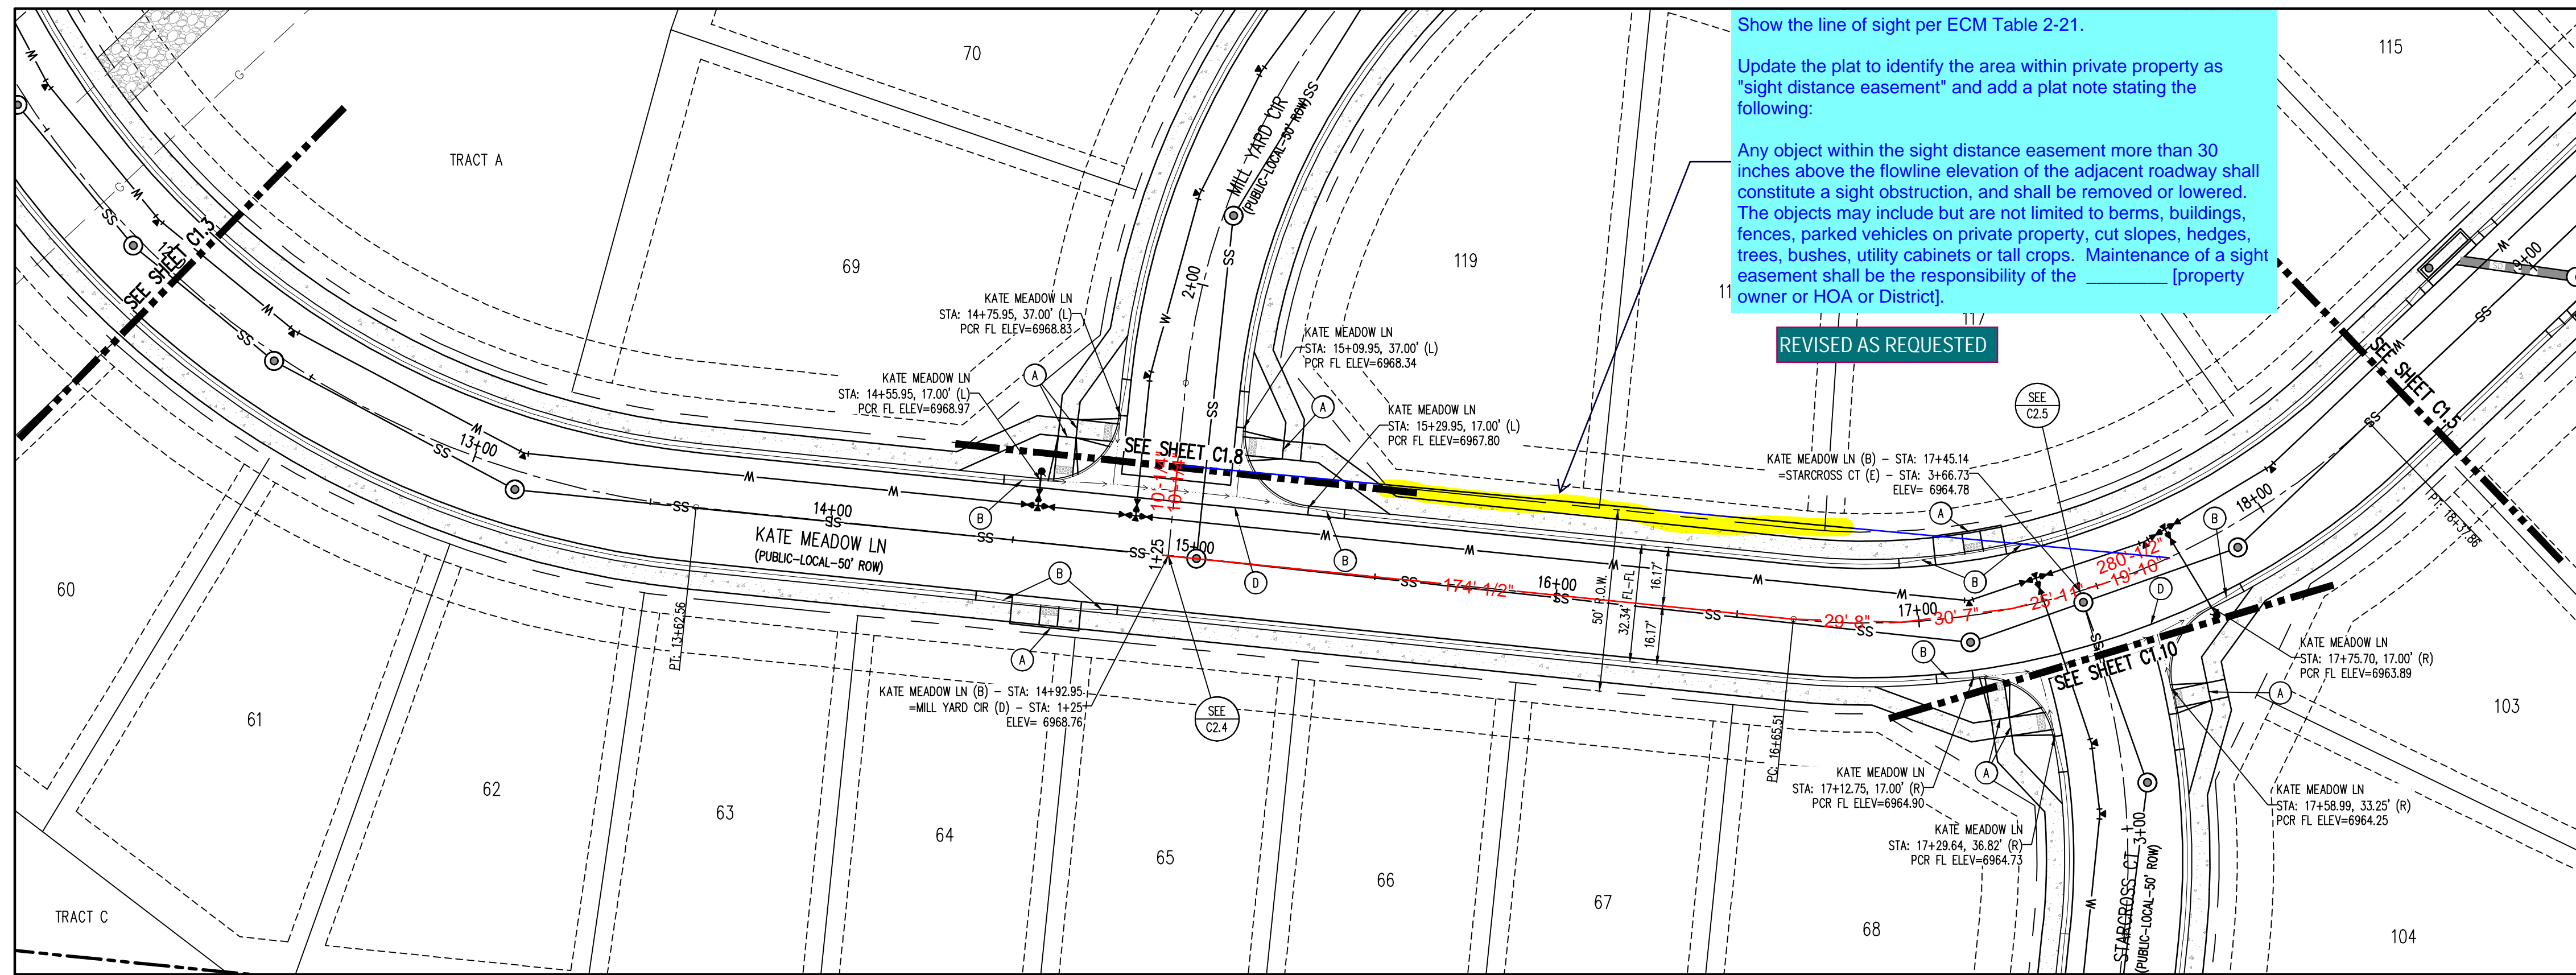 Show the line of sight per ECM Table 2-21.
Update the plat to identify the area within private property as
"sight distance easement" and add a plat note stating the
following:
Any object within the sight distance easement more than 30
inches above the flowline elevation of the adjacent roadway shall
constitute a sight obstruction, and shall be removed or lowered.
The objects may include but are not limited to berms, buildings,
fences, parked vehicles on private property, cut slopes, hedges,
trees, bushes, utility cabinets or tall crops.  Maintenance of a sight
easement shall be the responsibility of the ________ [property
owner or HOA or District].
REVISED AS REQUESTED
70
115
TRACT A
69
119
117
MILL YARD CIR
(PUBLIC-LOCAL-50' ROW)
2+00
SEE SHEET C1.3
SEE SHEET C1.5
SEE SHEET C1.8
SEE SHEET C1.10
KATE MEADOW LN
STA: 14+75.95, 37.00' (L)
PCR FL ELEV=6968.83
KATE MEADOW LN
STA: 14+55.95, 17.00' (L)
PCR FL ELEV=6968.97
KATE MEADOW LN
STA: 15+09.95, 37.00' (L)
PCR FL ELEV=6968.34
KATE MEADOW LN
STA: 15+29.95, 17.00' (L)
PCR FL ELEV=6967.80
SEE
C2.5
KATE MEADOW LN (B) - STA: 17+45.14
=STARCROSS CT (E) - STA: 3+66.73
ELEV= 6964.78
13+00
14+00
15+00
16+00
17+00
18+00
9+00
1+25
KATE MEADOW LN
(PUBLIC-LOCAL-50' ROW)
10'-1/4"
174'-1/2"
29'-8"
30'-7"
25'-11"
19'-10"
280'-1/2"
50' R.O.W.
32.34' FL-FL
16.17'
16.17'
PT: 13+62.56
PC: 16+65.51
PT: 18+37.86
KATE MEADOW LN (B) - STA: 14+92.95
=MILL YARD CIR (D) - STA: 1+25
ELEV= 6968.76
SEE
C2.4
KATE MEADOW LN
STA: 17+75.70, 17.00' (R)
PCR FL ELEV=6963.89
KATE MEADOW LN
STA: 17+12.75, 17.00' (R)
PCR FL ELEV=6964.90
KATE MEADOW LN
STA: 17+29.64, 36.82' (R)
PCR FL ELEV=6964.73
KATE MEADOW LN
STA: 17+58.99, 33.25' (R)
PCR FL ELEV=6964.25
STARCROSS CT
(PUBLIC-LOCAL-50' ROW)
3+00
60
61
62
63
64
65
66
67
68
103
104
TRACT C